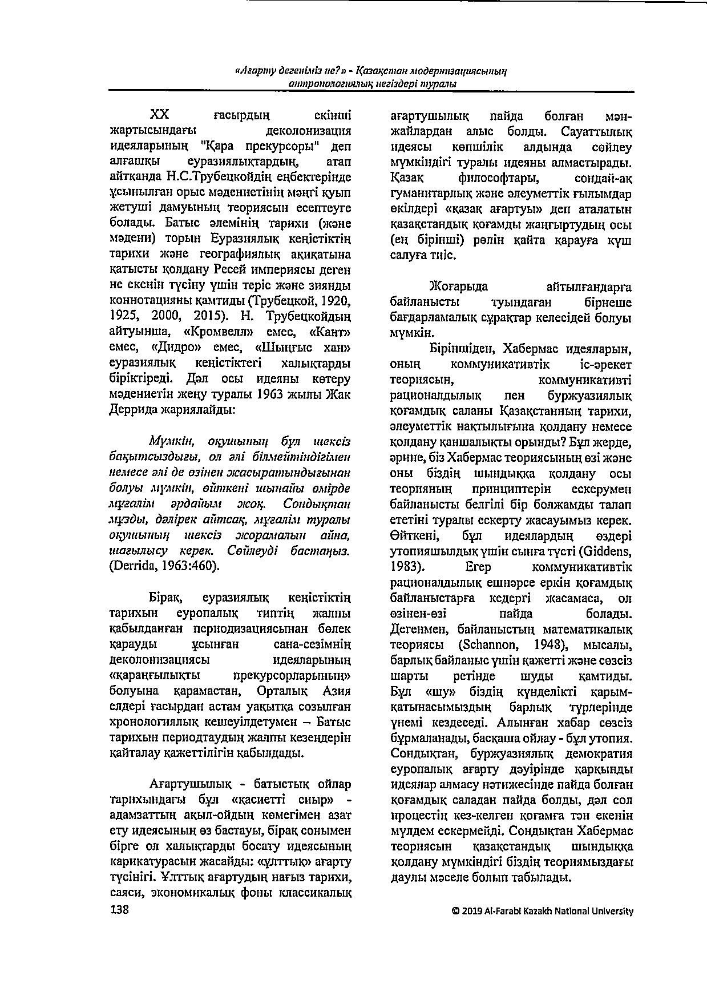 «Ағарту дегеніміз не?» - Қазақстан модернизациясының
антропологиялық негіздері туралы
ХХ ғасырдың екінші
жартысындағы деколонизация
идеяларының "Қара прекурсоры" деп
алғашқы еуразиялықтардың, атап
айтқанда Н.С.Трубецкойдің еңбектерінде
ұсынылған орыс мәдениетінің мәңгі қуып
жетуші дамуының теориясын есептеуге
болады. Батыс әлемінің тарихи (және
мәдени) торын Еуразиялық кеңістіктің
тарихи және географиялық ақиқатына
қатысты қолдану Ресей империясы деген
не екенін түсіну үшін теріс және зиянды
коннотацияны қамтиды (Трубецкой, 1920,
1925, 2000, 2015). Н. Трубецкойдың
айтуынша, «Кромвелл» емес, «Кант»
емес, «Дидро» емес, «Шыңғыс хан»
еуразиялық кеңістіктегі халықтарды
біріктіреді. Дәл осы идеяны көтеру
мәдениетін жеңу туралы 1963 жылы Жак
Деррида жариялайды:
Мүмкін, оқушының бұл шексіз
бақытсыздығы, ол әлі білмейтіндігімен
немесе әлі де өзінен жасыратындығынан
болуы мүмкін, өйткені шынайы өмірде
мұғалім әрдайым жоқ. Сондықтан
мұзды, дәлірек айтсақ, мұғалім туралы
оқушының шексіз жорамалын айна,
шағылысу керек. Сөйлеуді бастаңыз.
(Derrida, 1963:460).
Бірақ, еуразиялық кеңістіктің
тарихын еуропалық типтің жалпы
қабылданған периодизациясынан бөлек
қарауды ұсынған сана-сезімнің
деколонизациясы идеяларының
«қараңғылықты прекурсорларының»
болуына қарамастан, Орталық Азия
елдері ғасырдан астам уақытқа созылған
хронологиялық кешеуілдетумен – Батыс
тарихын периодтаудың жалпы кезеңдерін
қайталау қажеттілігін қабылдады.
Ағартушылық - батыстық ойлар
тарихындағы бұл «қасиетті сиыр» -
адамзаттың ақыл-ойдың көмегімен азат
ету идеясының өз бастауы, бірақ сонымен
бірге ол халықтарды босату идеясының
карикатурасын жасайды: «ұлттық» ағарту
түсінігі. Ұлттық ағартудың нағыз тарихи,
саяси, экономикалық фоны классикалық
138
ағартушылық пайда болған мән-
жайлардан алыс болды. Сауаттылық
идеясы көпшілік алдында сөйлеу
мүмкіндігі туралы идеяны алмастырады.
Қазақ философтары, сондай-ақ
гуманитарлық және әлеуметтік ғылымдар
өкілдері «қазақ ағартуы» деп аталатын
қазақстандық қоғамды жаңғыртудың осы
(ең бірінші) рөлін қайта қарауға күш
салуға тиіс.
Жоғарыда айтылғандарға
байланысты туындаған бірнеше
бағдарламалық сұрақтар келесідей болуы
мүмкін.
Біріншіден, Хабермас идеяларын,
оның коммуникативтік іс-әрекет
теориясын, коммуникативті
рационалдылық пен буржуазиялық
қоғамдық саланы Қазақстанның тарихи,
әлеуметтік нақтылығына қолдану немесе
қолдану қаншалықты орынды? Бұл жерде,
әрине, біз Хабермас теориясының өзі және
оны біздің шындыққа қолдану осы
теорияның принциптерін ескерумен
байланысты белгілі бір болжамды талап
ететіні туралы ескерту жасауымыз керек.
Өйткені, бұл идеялардың өздері
утопияшылдық үшін сынға түсті (Giddens,
1983). Егер коммуникативтік
рационалдылық ешнәрсе еркін қоғамдық
байланыстарға кедергі жасамаса, ол
өзінен-өзі пайда болады.
Дегенмен, байланыстың математикалық
теориясы (Schannon, 1948), мысалы,
барлық байланыс үшін қажетті және сөзсіз
шарты ретінде шуды қамтиды.
Бұл «шу» біздің күнделікті қарым-
қатынасымыздың барлық түрлерінде
үнемі кездеседі. Алынған хабар сөзсіз
бұрмаланады, басқаша ойлау - бұл утопия.
Сондықтан, буржуазиялық демократия
еуропалық ағарту дәуірінде қарқынды
идеялар алмасу нәтижесінде пайда болған
қоғамдық саладан пайда болды, дәл сол
процестің кез-келген қоғамға тән екенін
мүлдем ескермейді. Сондықтан Хабермас
теориясын қазақстандық шындыққа
қолдану мүмкіндігі біздің теориямыздағы
даулы мәселе болып табылады.
© 2019 Al-Farabi Kazakh National University